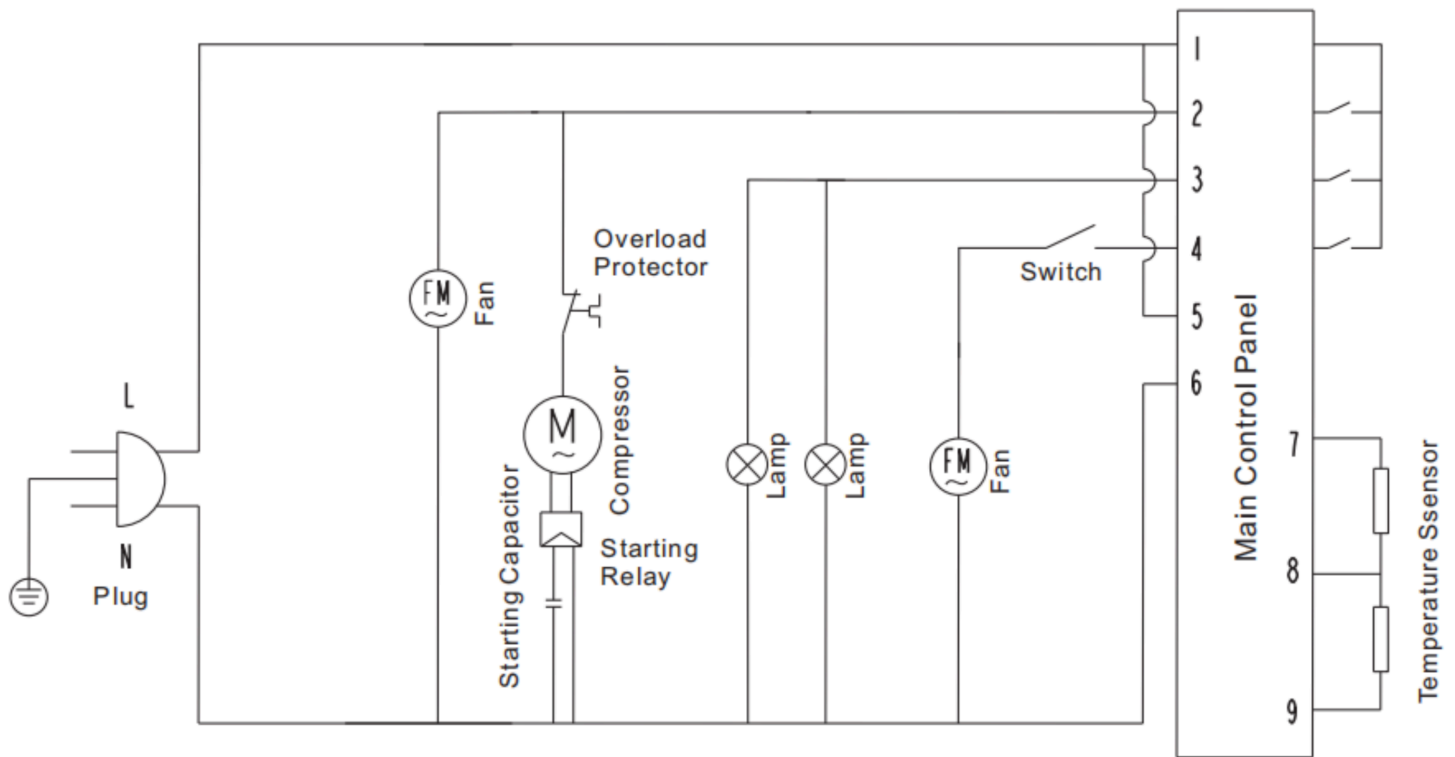 1
2
3
4
5
6
7
8
9
Main Control Panel
Overload
Protector
Switch
FM
Fan
M
Compressor
Starting Capacitor
Starting
Relay
Lamp
Lamp
FM
Fan
L
N
Plug
Temperature Ssensor